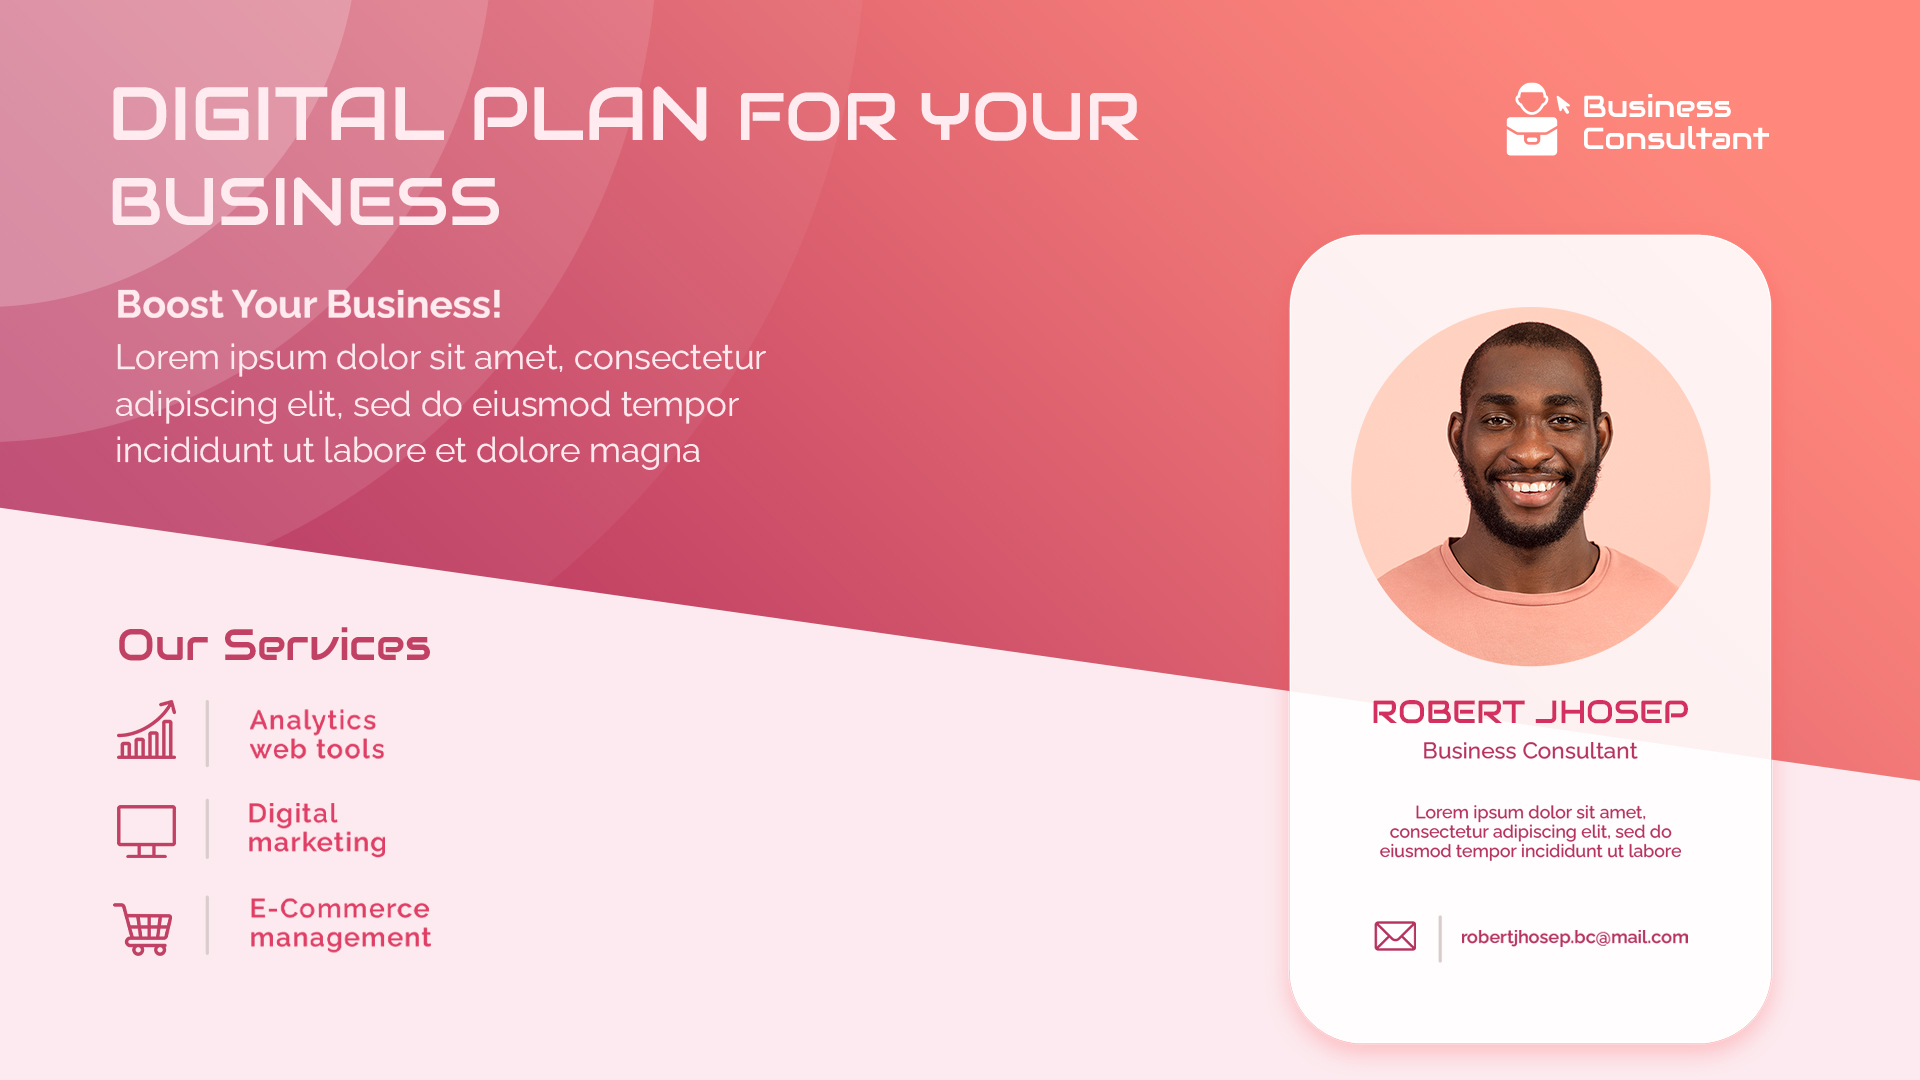 DIGITAL PLAN FOR YOUR
BUSINESS
Business
Consultant
Boost Your Business!
Lorem ipsum dolor sit amet, consectetur
adipiscing elit, sed do eiusmod tempor
incididunt ut labore et dolore magna
Our Services
Analytics
web tools
Digital
marketing
E-Commerce
management
ROBERT JHOSEP
Business Consultant
Lorem ipsum dolor sit amet,
consectetur adipiscing elit, sed do
eiusmod tempor incididunt ut labore
robertjhosep.bc@mail.com